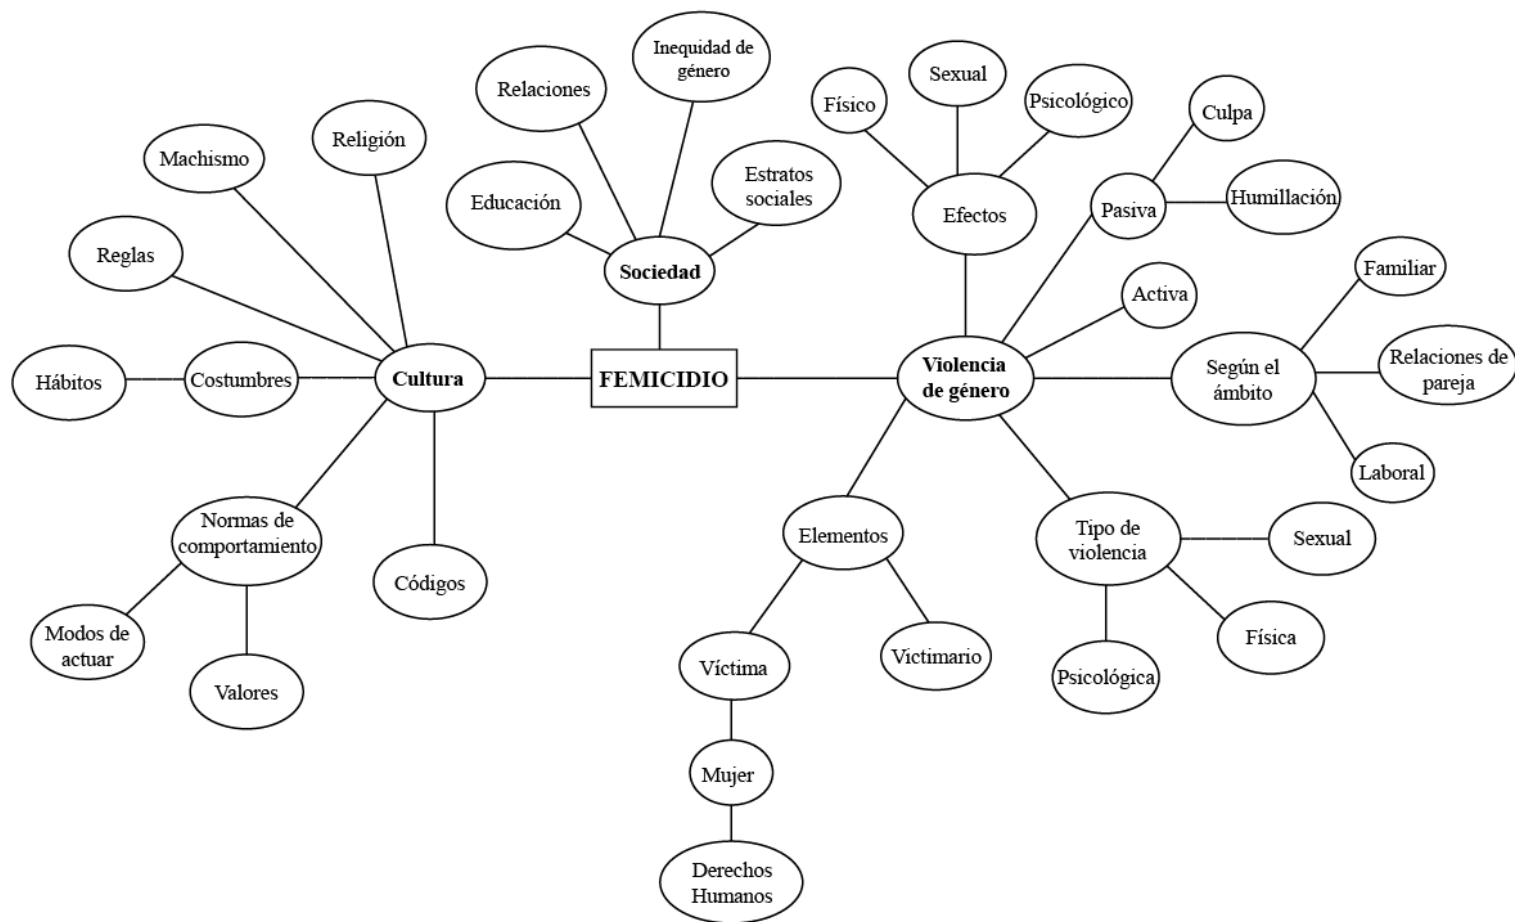 Inequidad de
género
Relaciones
Sexual
Físico
Psicológico
Culpa
Religión
Machismo
Educación
Estratos
sociales
Efectos
Pasiva
Humillación
Reglas
Sociedad
Activa
Familiar
Hábitos
Costumbres
Cultura
FEMICIDIO
Violencia
de género
Según el
ámbito
Relaciones de
pareja
Laboral
Normas de
comportamiento
Códigos
Elementos
Tipo de
violencia
Sexual
Modos de
actuar
Valores
Víctima
Victimario
Psicológica
Física
Mujer
Derechos
Humanos